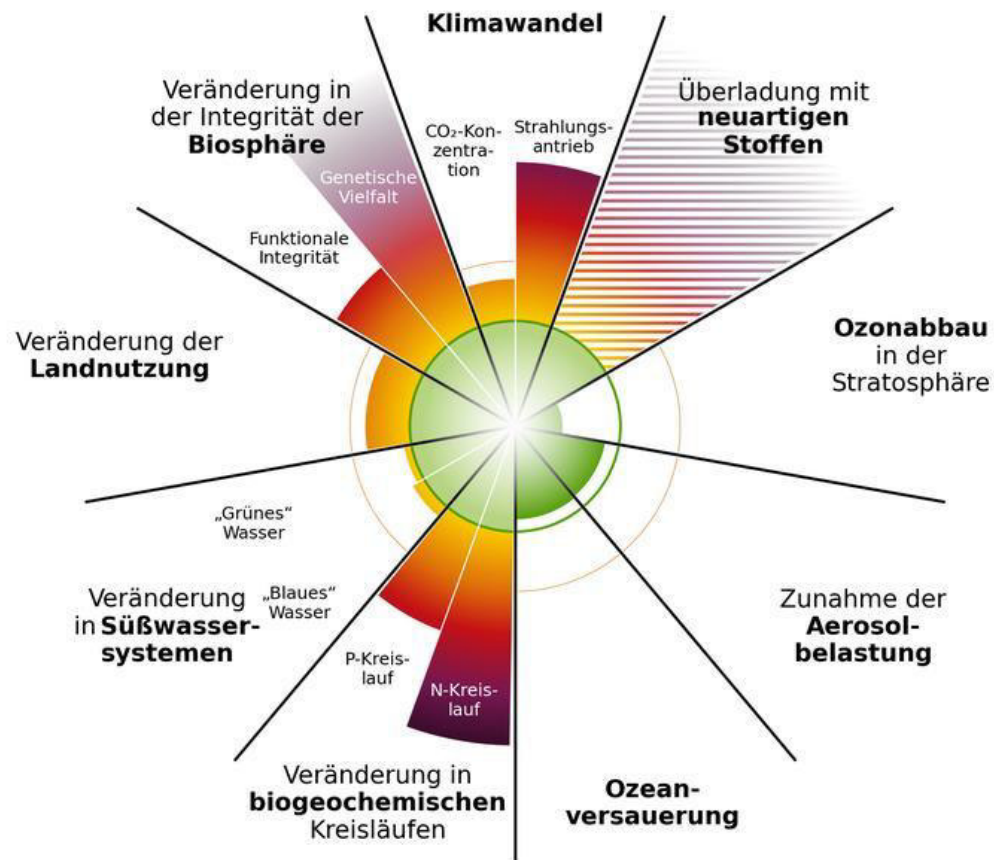 Klimawandel
CO₂-Kon-
zentra-
tion
Strahlungs-
antrieb
Überladung mit
neuartigen
Stoffen
Ozonabbau
in der
Stratosphäre
Zunahme der
Aerosol-
belastung
Ozean-
versauerung
Veränderung in
biogeochemischen
Kreisläufen
P-Kreis-
lauf
N-Kreis-
lauf
Veränderung
in Süßwasser-
systemen
„Grünes“
Wasser
„Blaues“
Wasser
Veränderung der
Landnutzung
Veränderung in
der Integrität der
Biosphäre
Genetische
Vielfalt
Funktionale
Integrität